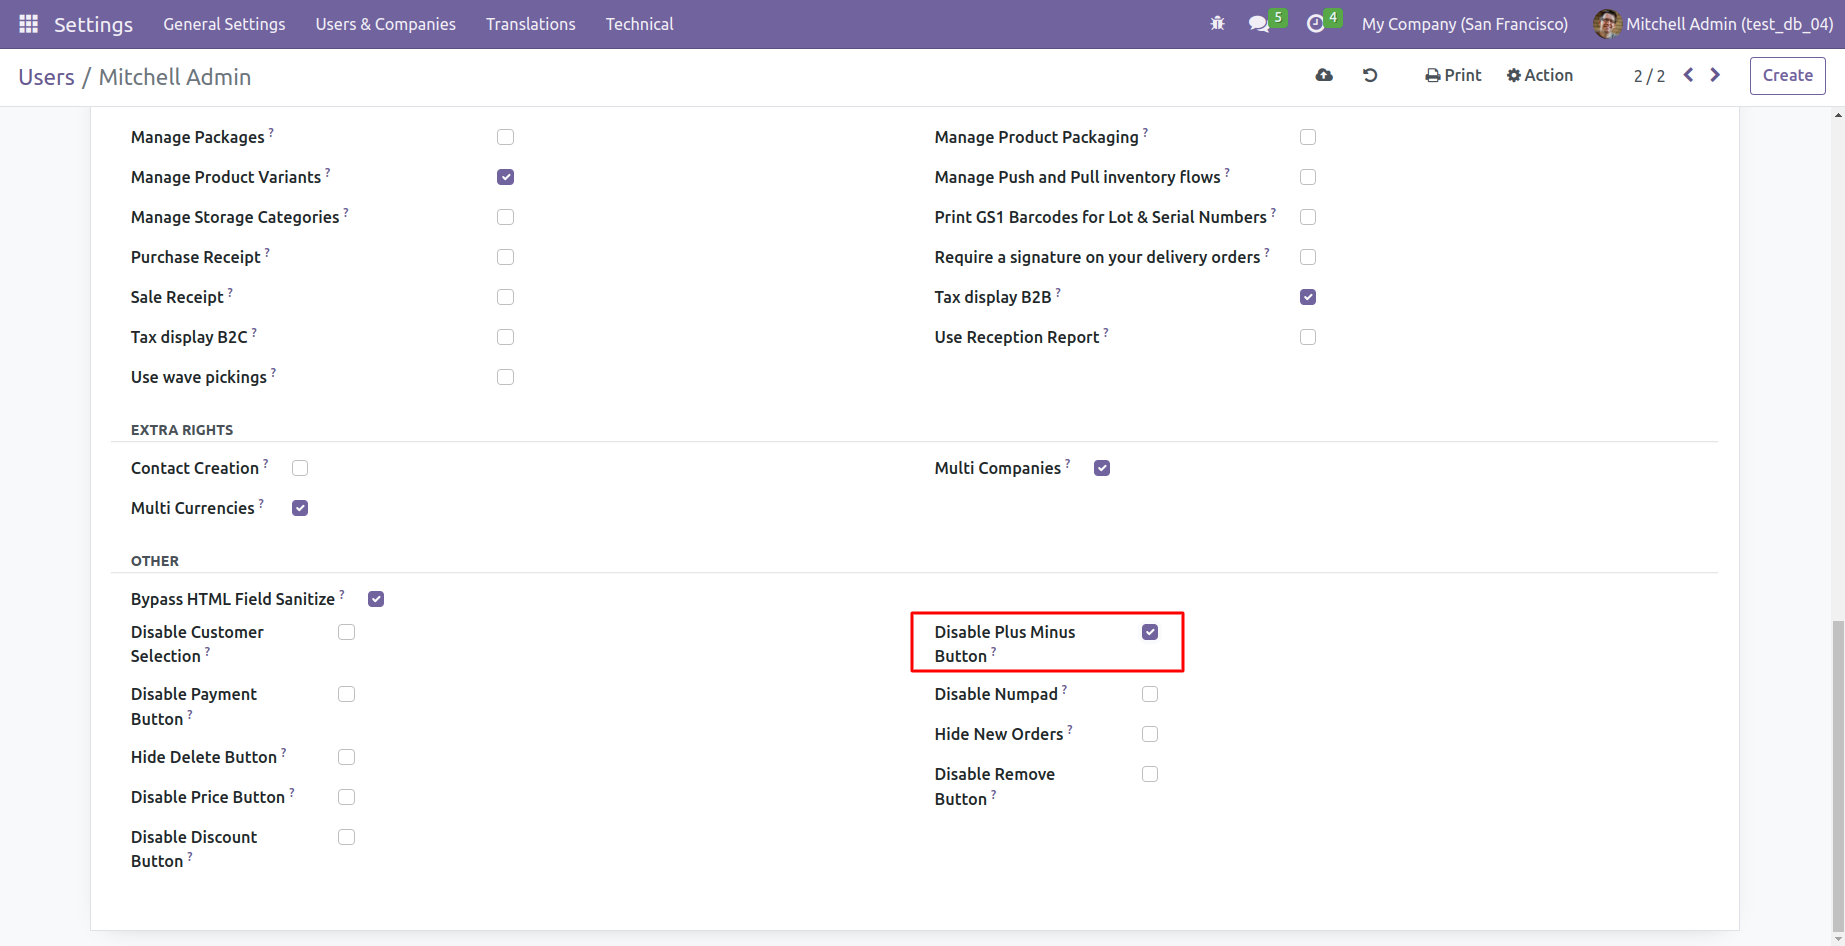 Settings General Settings Users & Companies Translations Technical 5 4 My Company (San Francisco) Mitchell Admin (test_db_04)
Users / Mitchell Admin Print Action 2 / 2 Create
Manage Packages ? Manage Product Packaging ?
Manage Product Variants ? Manage Push and Pull inventory flows ?
Manage Storage Categories ? Print GS1 Barcodes for Lot & Serial Numbers ?
Purchase Receipt ? Require a signature on your delivery orders ?
Sale Receipt ? Tax display B2B ?
Tax display B2C ? Use Reception Report ?
Use wave pickings ?
EXTRA RIGHTS
Contact Creation ? Multi Companies ?
Multi Currencies ?
OTHER
Bypass HTML Field Sanitize ?
Disable Customer
Selection ?
Disable Plus Minus
Button ?
Disable Payment
Button ?
Disable Numpad ?
Hide New Orders ?
Hide Delete Button ?
Disable Remove
Button ?
Disable Price Button ?
Disable Discount
Button ?